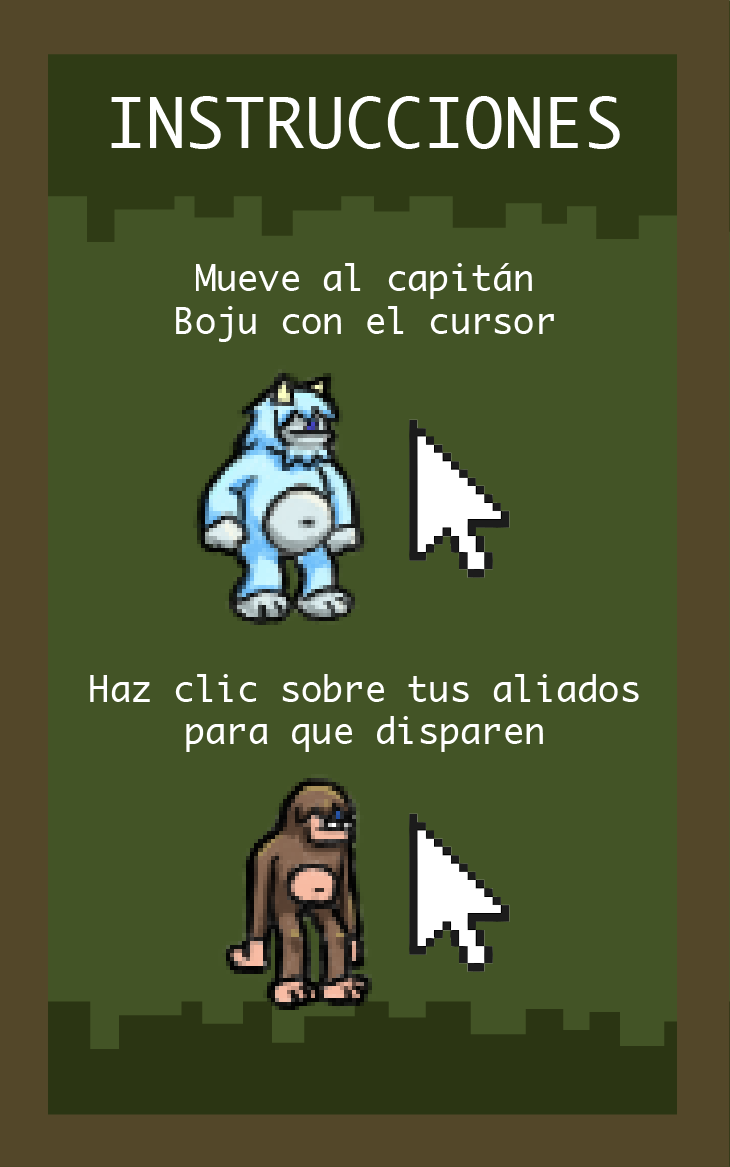 INSTRUCCIONES
Mueve al capitán
Boju con el cursor
Haz clic sobre tus aliados
para que disparen